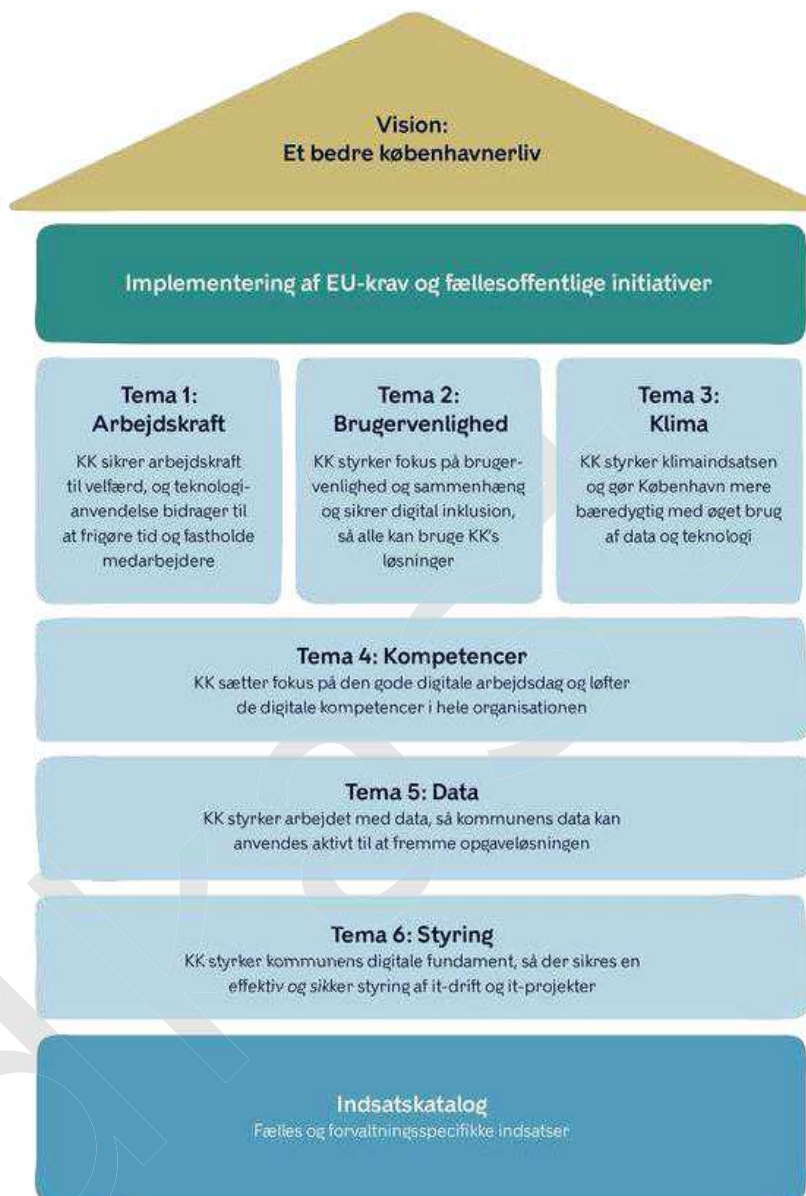 Vision:
Et bedre københavnerliv
Implementering af EU-krav og fællesoffentlige initiativer
Tema 1:
Arbejdskraft
KK sikrer arbejdskraft
til velfærd, og teknologi-
anvendelse bidrager til
at frigøre tid og fastholde
medarbejdere
Tema 2:
Brugervenlighed
KK styrker fokus på bruger-
venlighed og sammenhæng
og sikrer digital inklusion,
så alle kan bruge KK's
løsninger
Tema 3:
Klima
KK styrker klimaindsatsen
og gør København mere
bæredygtig med øget brug
af data og teknologi
Tema 4: Kompetencer
KK sætter fokus på den gode digitale arbejdsdag og løfter
de digitale kompetencer i hele organisationen
Tema 5: Data
KK styrker arbejdet med data, så kommunens data kan
anvendes aktivt til at fremme opgaveløsningen
Tema 6: Styring
KK styrker kommunens digitale fundament, så der sikres en
effektiv og sikker styring af it-drift og it-projekter
Indsatskatalog
Fælles og forvaltningsspecifikke indsatser